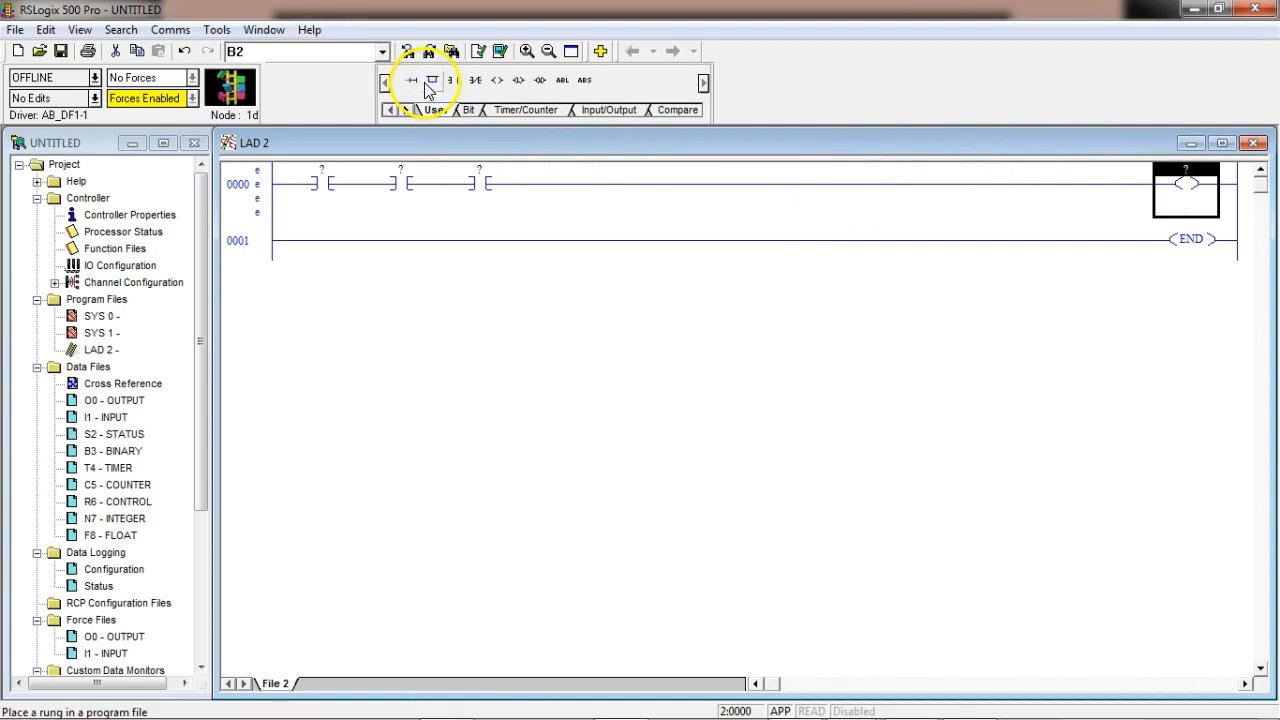 RSLogix 500 Pro - UNTITLED
File Edit View Search Comms Tools Window Help
B2
OFFLINE No Forces
No Edits Forces Enabled
Driver: AB_DF1-1 Node : 1d
ABL ABS
User Bit Timer/Counter Input/Output Compare
UNTITLED
Project
Help
Controller
Controller Properties
Processor Status
Function Files
IO Configuration
Channel Configuration
Program Files
SYS 0 -
SYS 1 -
LAD 2 -
Data Files
Cross Reference
O0 - OUTPUT
I1 - INPUT
S2 - STATUS
B3 - BINARY
T4 - TIMER
C5 - COUNTER
R6 - CONTROL
N7 - INTEGER
F8 - FLOAT
Data Logging
Configuration
Status
RCP Configuration Files
Force Files
O0 - OUTPUT
I1 - INPUT
Custom Data Monitors
LAD 2
e ? ? ? ?
0000 e
e
e
0001 END
File 2
Place a rung in a program file 2:0000 APP READ Disabled